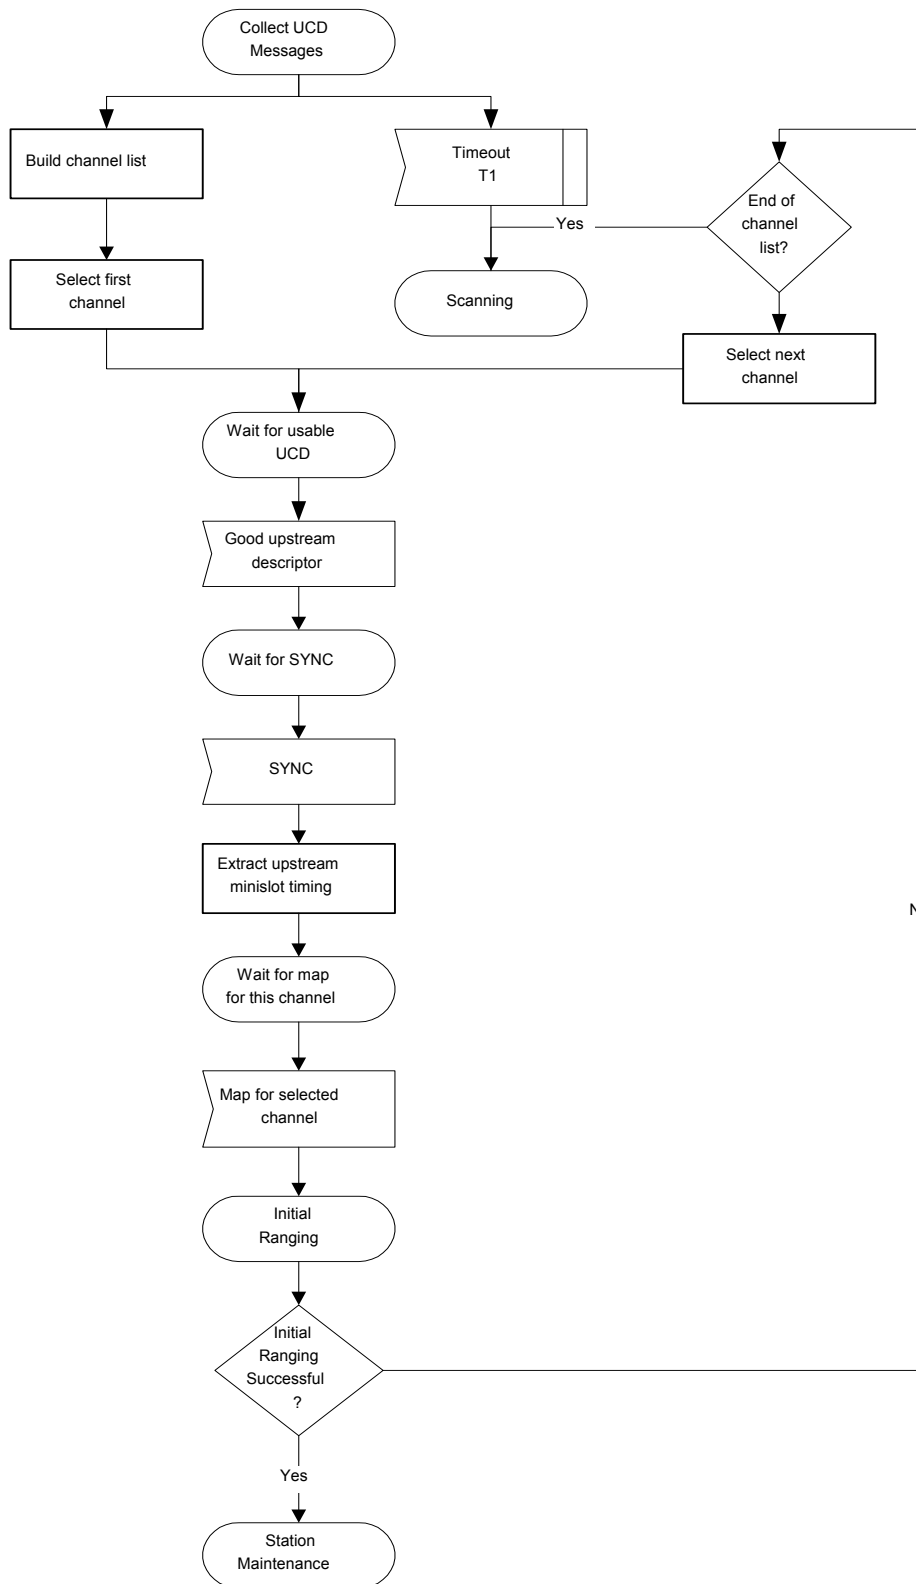 Collect UCD
Messages
Build channel list
Timeout
T1
End of
channel
list?
Yes
Select first
channel
Scanning
Select next
channel
Wait for usable
UCD
Good upstream
descriptor
Wait for SYNC
SYNC
Extract upstream
minislot timing
N
Wait for map
for this channel
Map for selected
channel
Initial
Ranging
Initial
Ranging
Successful
?
Yes
Station
Maintenance